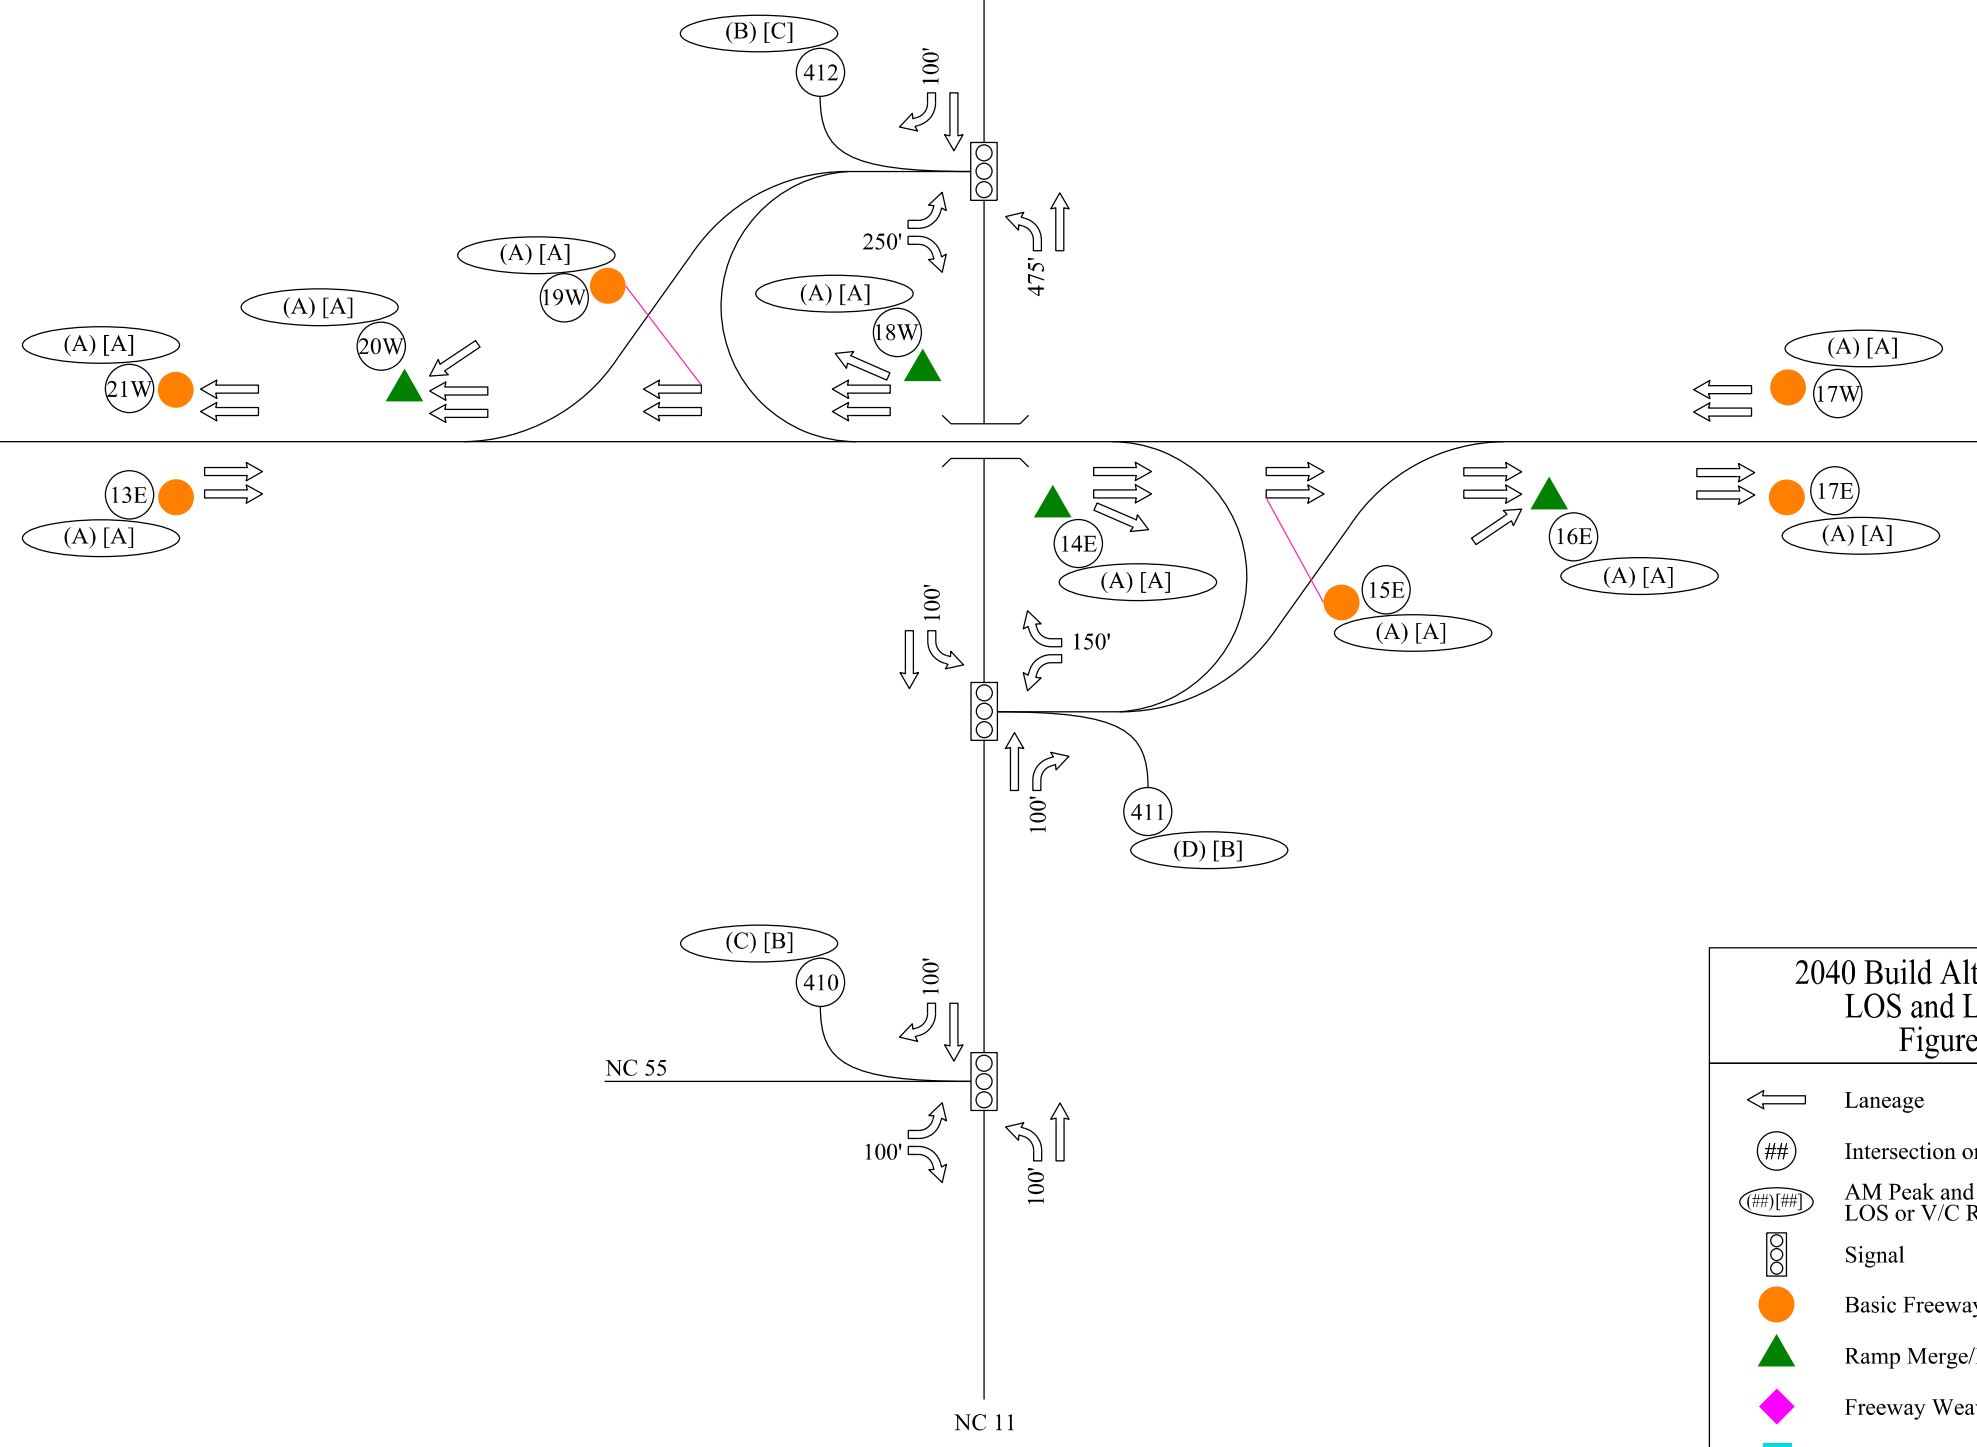 (B) [C]
412
100'
250'
475'
(A) [A]
19W
(A) [A]
18W
(A) [A]
20W
(A) [A]
21W
(A) [A]
17W
13E
(A) [A]
14E
(A) [A]
15E
(A) [A]
16E
(A) [A]
17E
(A) [A]
100'
150'
100'
411
(D) [B]
(C) [B]
410
100'
NC 55
100'
100'
NC 11
2040 Build Alt
LOS and L
Figure
Laneage
##
Intersection or
(##)[##]
AM Peak and
LOS or V/C R
Signal
Basic Freeway
Ramp Merge/
Freeway Weav